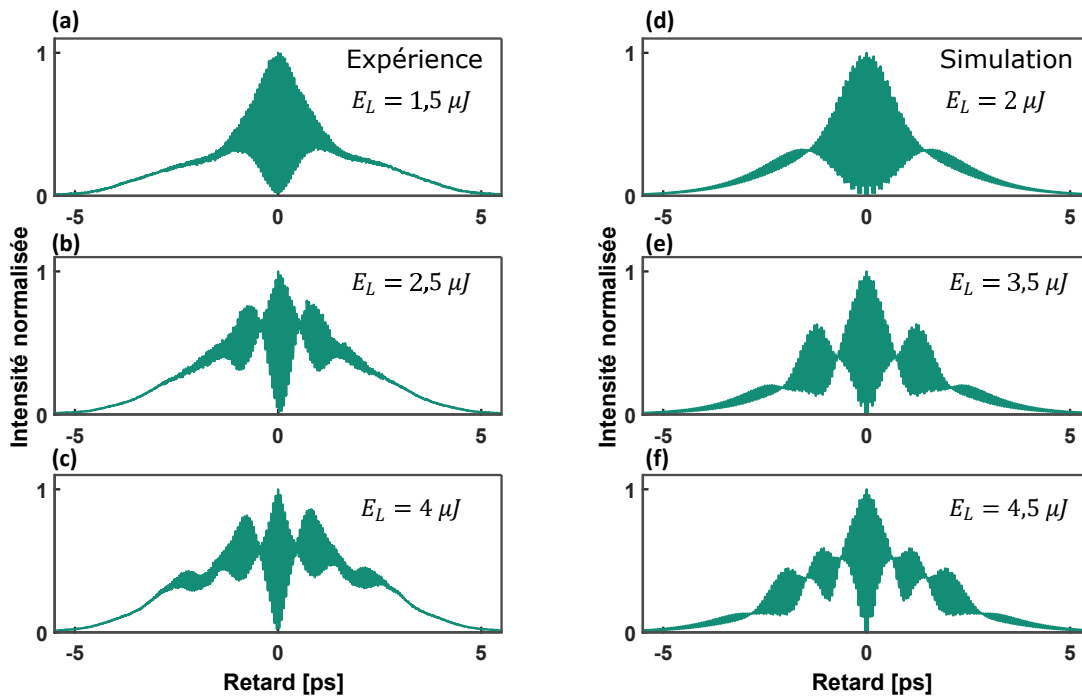 (a)
1
Expérience
E_L = 1,5 μJ
0
-5 0 5
(b)
1
E_L = 2,5 μJ
0
-5 0 5
(c)
1
E_L = 4 μJ
0
-5 0 5
Retard [ps]
Intensité normalisée
(d)
1
Simulation
E_L = 2 μJ
0
-5 0 5
(e)
1
E_L = 3,5 μJ
0
-5 0 5
(f)
1
E_L = 4,5 μJ
0
-5 0 5
Retard [ps]
Intensité normalisée